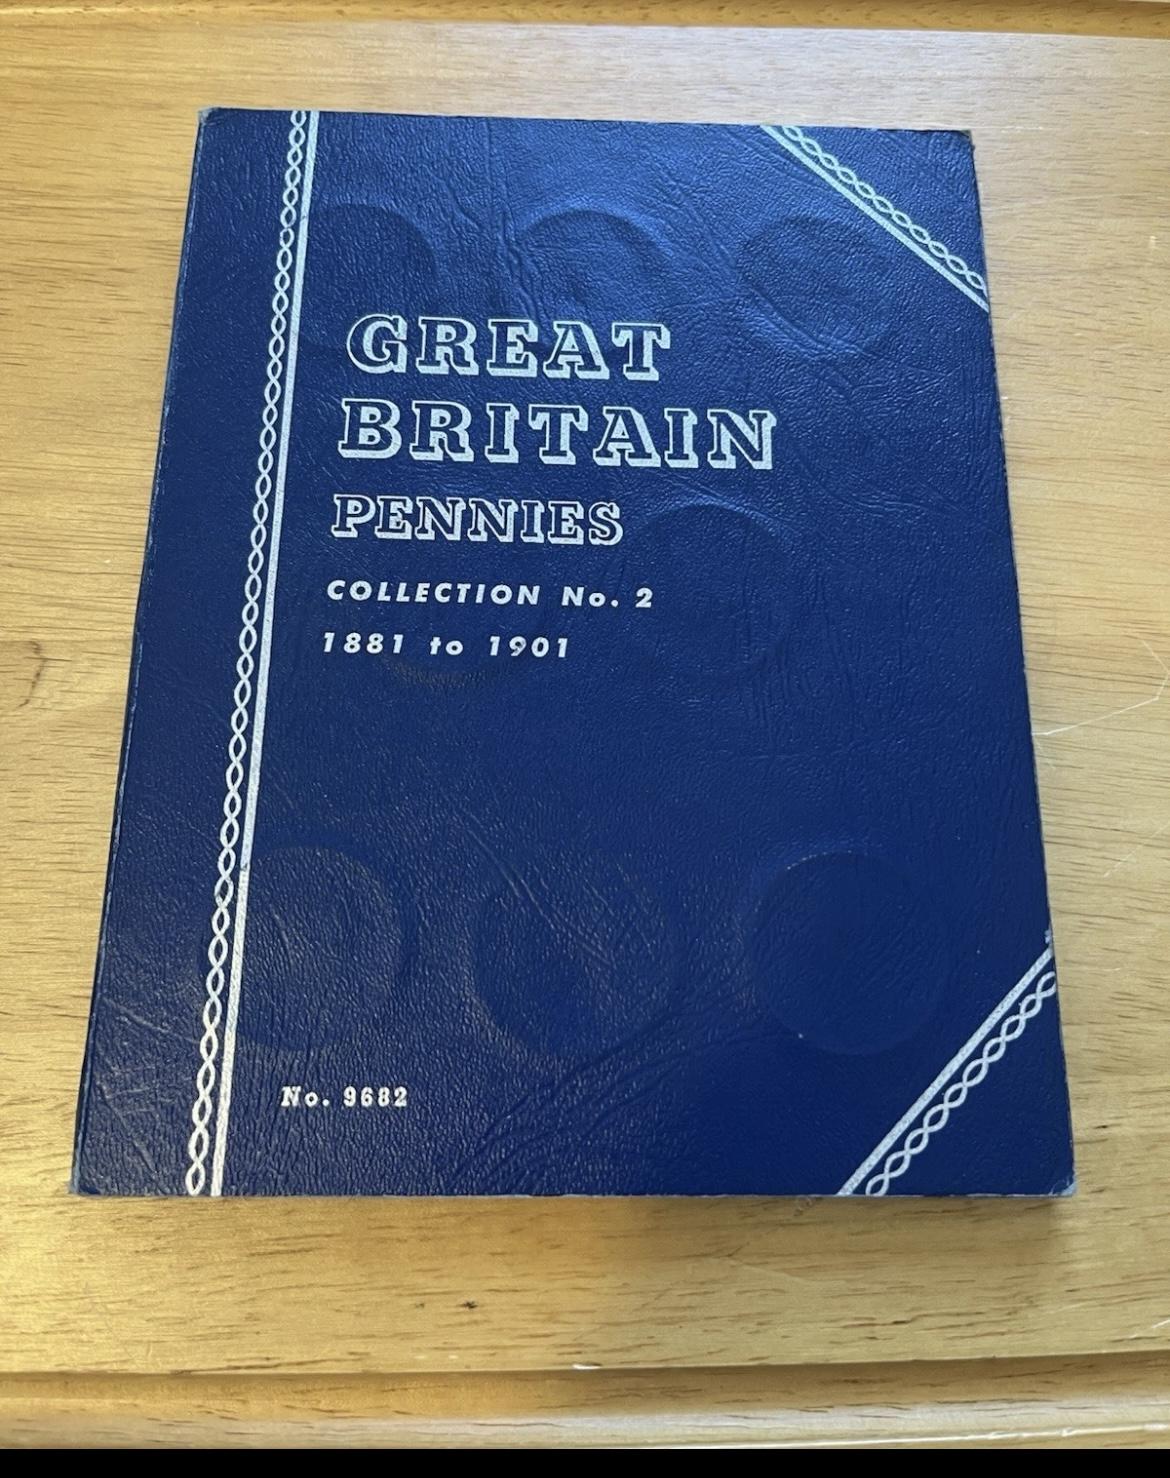 GREAT
BRITAIN
PENNIES
COLLECTION No. 2
1881 to 1901
No. 9682